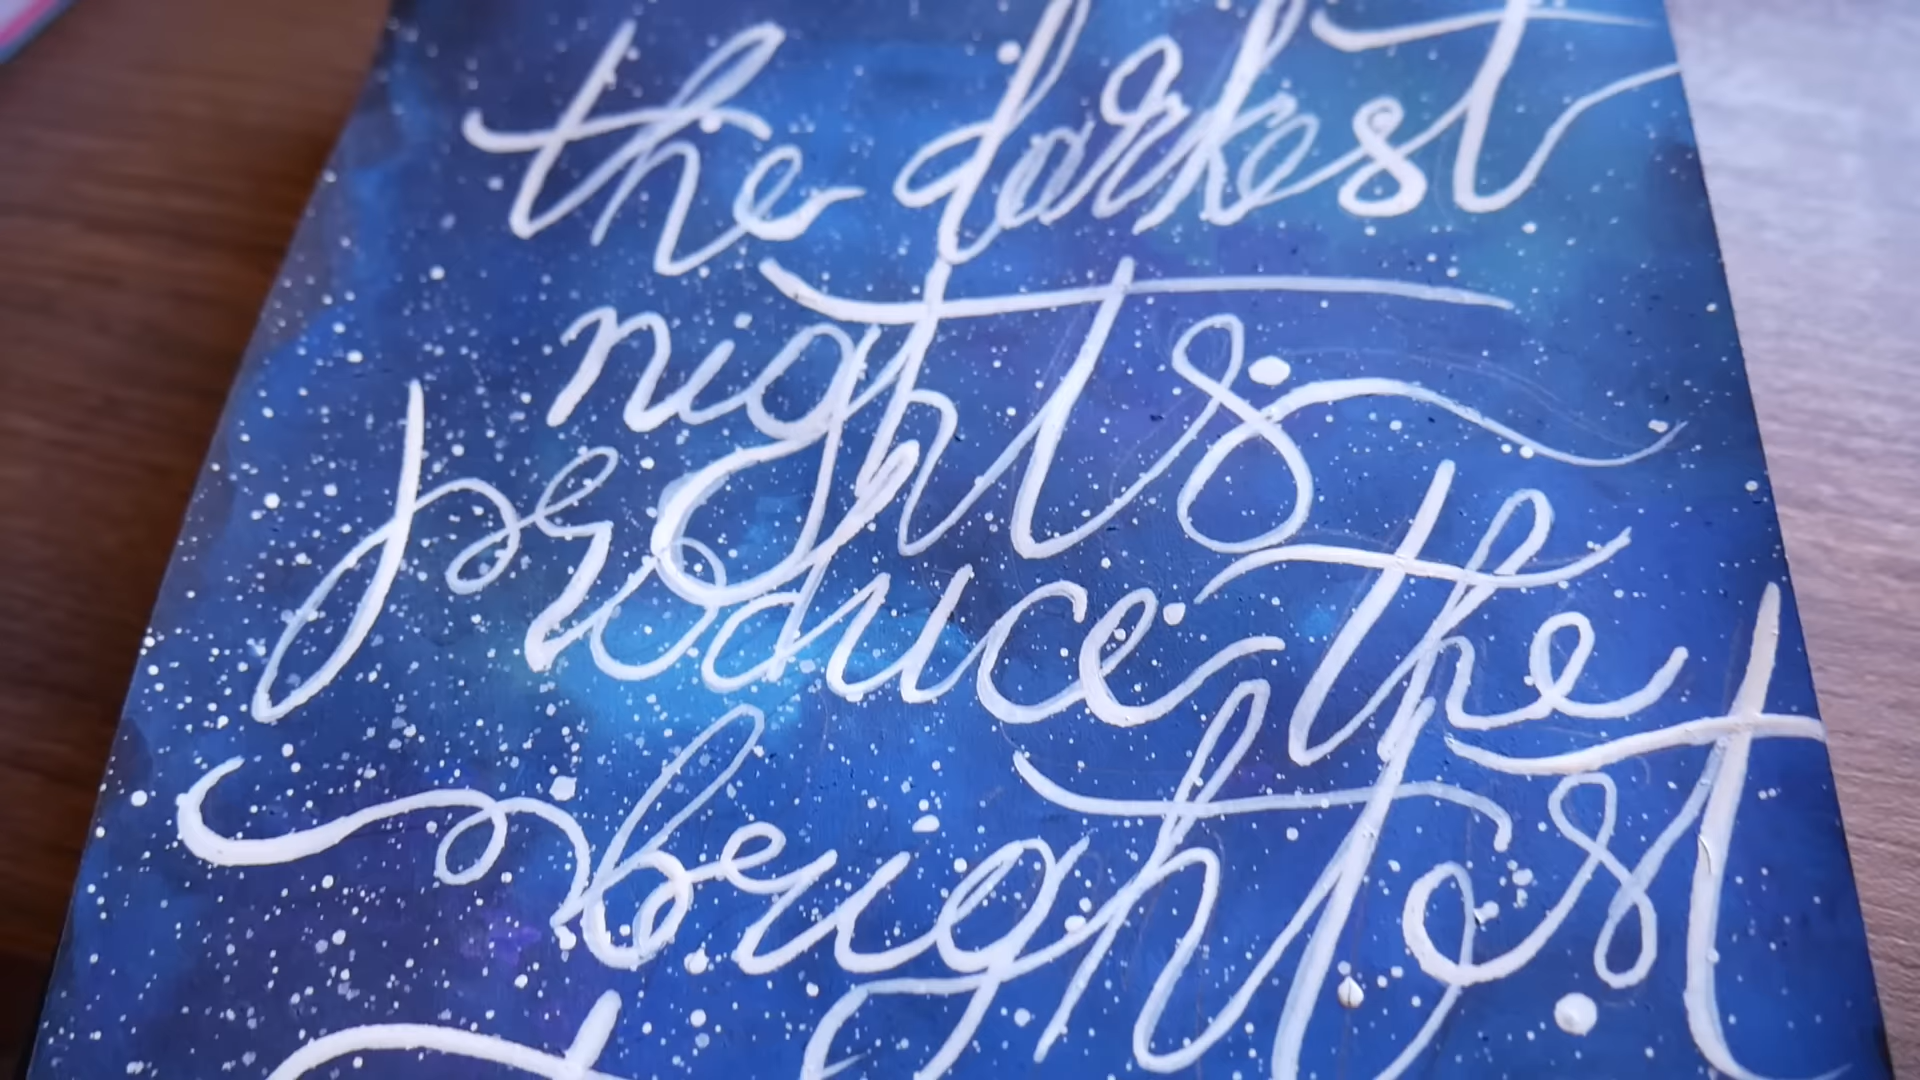 the darkest
nights
produce the
brightest